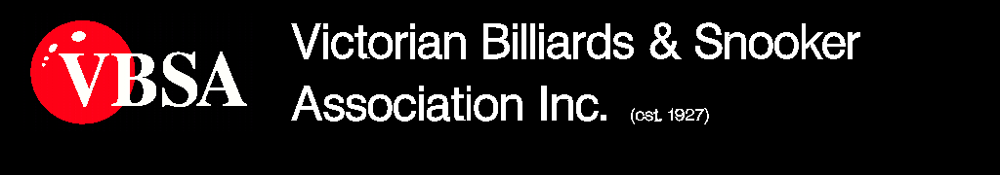 VBSA
Victorian Billiards & Snooker
Association Inc. (est. 1927)